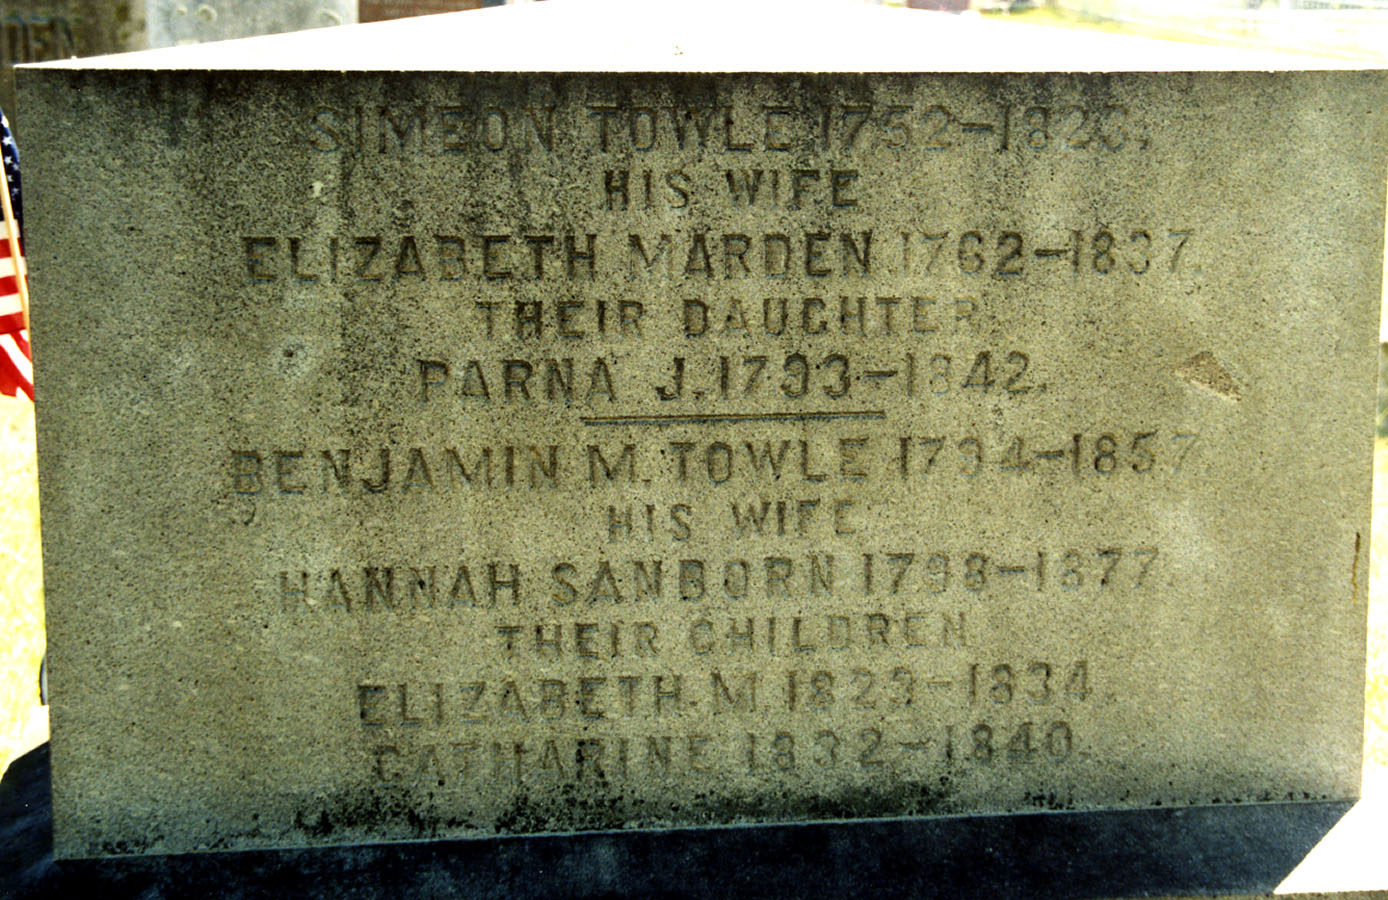 SIMEON TOWLE 1752-1823.
HIS WIFE
ELIZABETH MARDEN 1762-1837.
THEIR DAUGHTER
PARNA J. 1793-1842.
BENJAMIN M. TOWLE 1794-1857
HIS WIFE
HANNAH SANBORN 1798-1877
THEIR CHILDREN
ELIZABETH. M. 1823-1834.
CATHARINE 1832-1840.